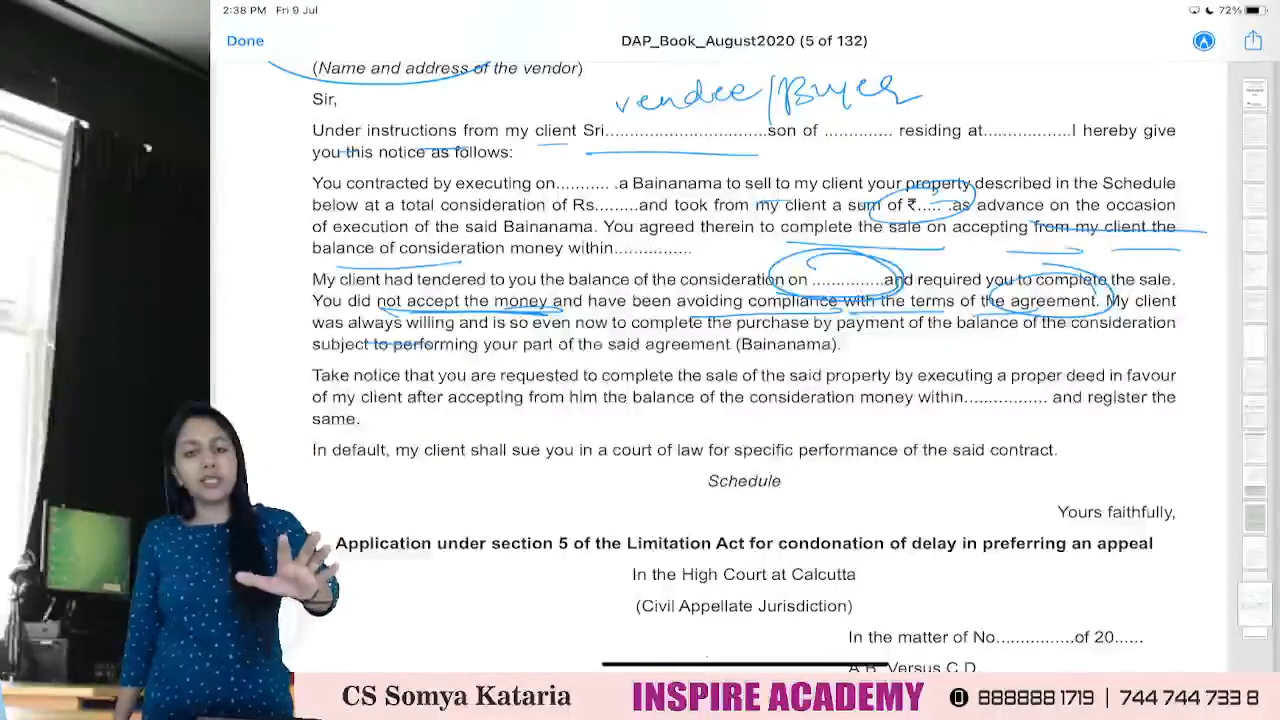 2:38 PM Fri 9 Jul
72%
Done
DAP_Book_August2020 (5 of 132)
(Name and address of the vendor)
Sir,
vendee/Buyer
Under instructions from my client Sri................................son of ............. residing at..................I hereby give
you this notice as follows:
You contracted by executing on.......... .a Bainanama to sell to my client your property described in the Schedule
below at a total consideration of Rs.........and took from my client a sum of ₹..... .as advance on the occasion
of execution of the said Bainanama. You agreed therein to complete the sale on accepting from my client the
balance of consideration money within................
My client had tendered to you the balance of the consideration on ...............and required you to complete the sale.
You did not accept the money and have been avoiding compliance with the terms of the agreement. My client
was always willing and is so even now to complete the purchase by payment of the balance of the consideration
subject to performing your part of the said agreement (Bainanama).
Take notice that you are requested to complete the sale of the said property by executing a proper deed in favour
of my client after accepting from him the balance of the consideration money within................. and register the
same.
In default, my client shall sue you in a court of law for specific performance of the said contract.
Schedule
Yours faithfully,
Application under section 5 of the Limitation Act for condonation of delay in preferring an appeal
In the High Court at Calcutta
(Civil Appellate Jurisdiction)
In the matter of No................of 20......
A.B. Versus C.D.
CS Somya Kataria INSPIRE ACADEMY 888888 1719 | 744 744 733 8